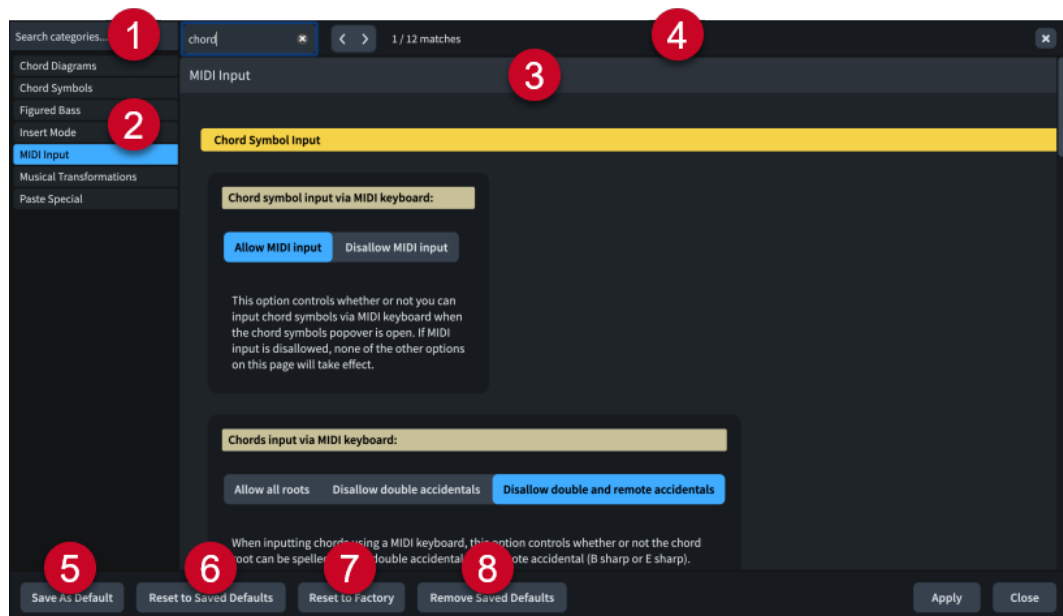 Search categories...
1
chord
1 / 12 matches
4
Chord Diagrams
Chord Symbols
Figured Bass
2
Insert Mode
MIDI Input
Musical Transformations
Paste Special
MIDI Input
3
Chord Symbol Input
Chord symbol input via MIDI keyboard:
Allow MIDI input
Disallow MIDI input
This option controls whether or not you can
input chord symbols via MIDI keyboard when
the chord symbols popover is open. If MIDI
input is disallowed, none of the other options
on this page will take effect.
Chords input via MIDI keyboard:
Allow all roots
Disallow double accidentals
Disallow double and remote accidentals
When inputting chords using a MIDI keyboard, this option controls whether or not the chord
root can be spelled double accidental accidental (B sharp or E sharp).
5
6
7
8
Save As Default
Reset to Saved Defaults
Reset to Factory
Remove Saved Defaults
Apply
Close